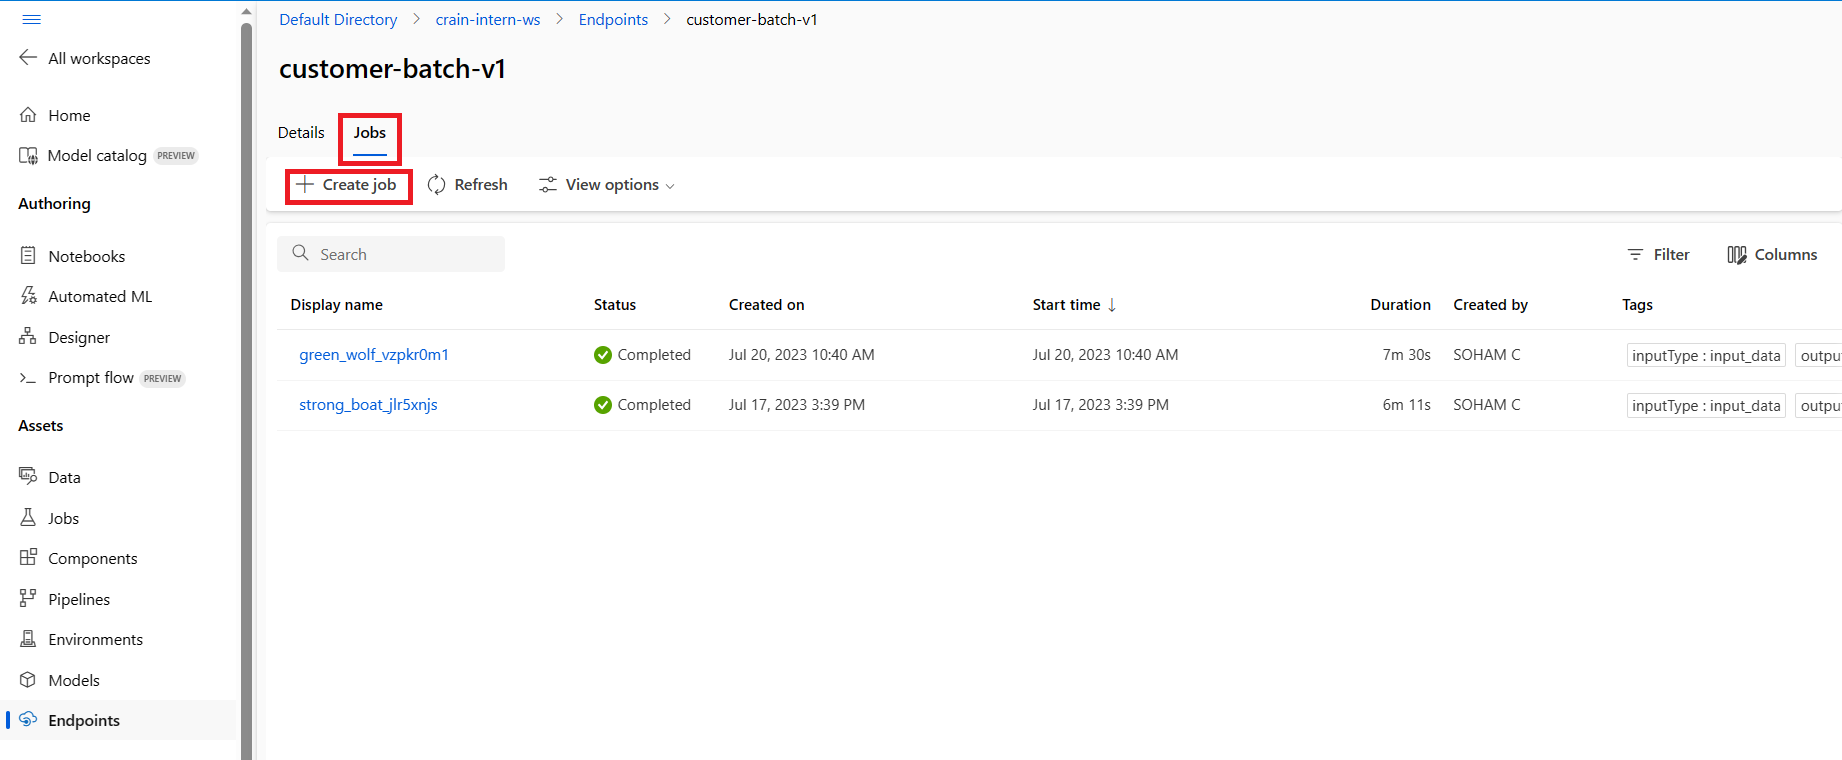 All workspaces
Home
Model catalog PREVIEW
Authoring
Notebooks
Automated ML
Designer
Prompt flow PREVIEW
Assets
Data
Jobs
Components
Pipelines
Environments
Models
Endpoints
Default Directory > crain-intern-ws > Endpoints > customer-batch-v1
customer-batch-v1
Details Jobs
Create job Refresh View options
Search Filter Columns
Display name Status Created on Start time ↓ Duration Created by Tags
green_wolf_vzpkr0m1 Completed Jul 20, 2023 10:40 AM Jul 20, 2023 10:40 AM 7m 30s SOHAM C inputType : input_data outpu
strong_boat_jlr5xnjs Completed Jul 17, 2023 3:39 PM Jul 17, 2023 3:39 PM 6m 11s SOHAM C inputType : input_data outpu